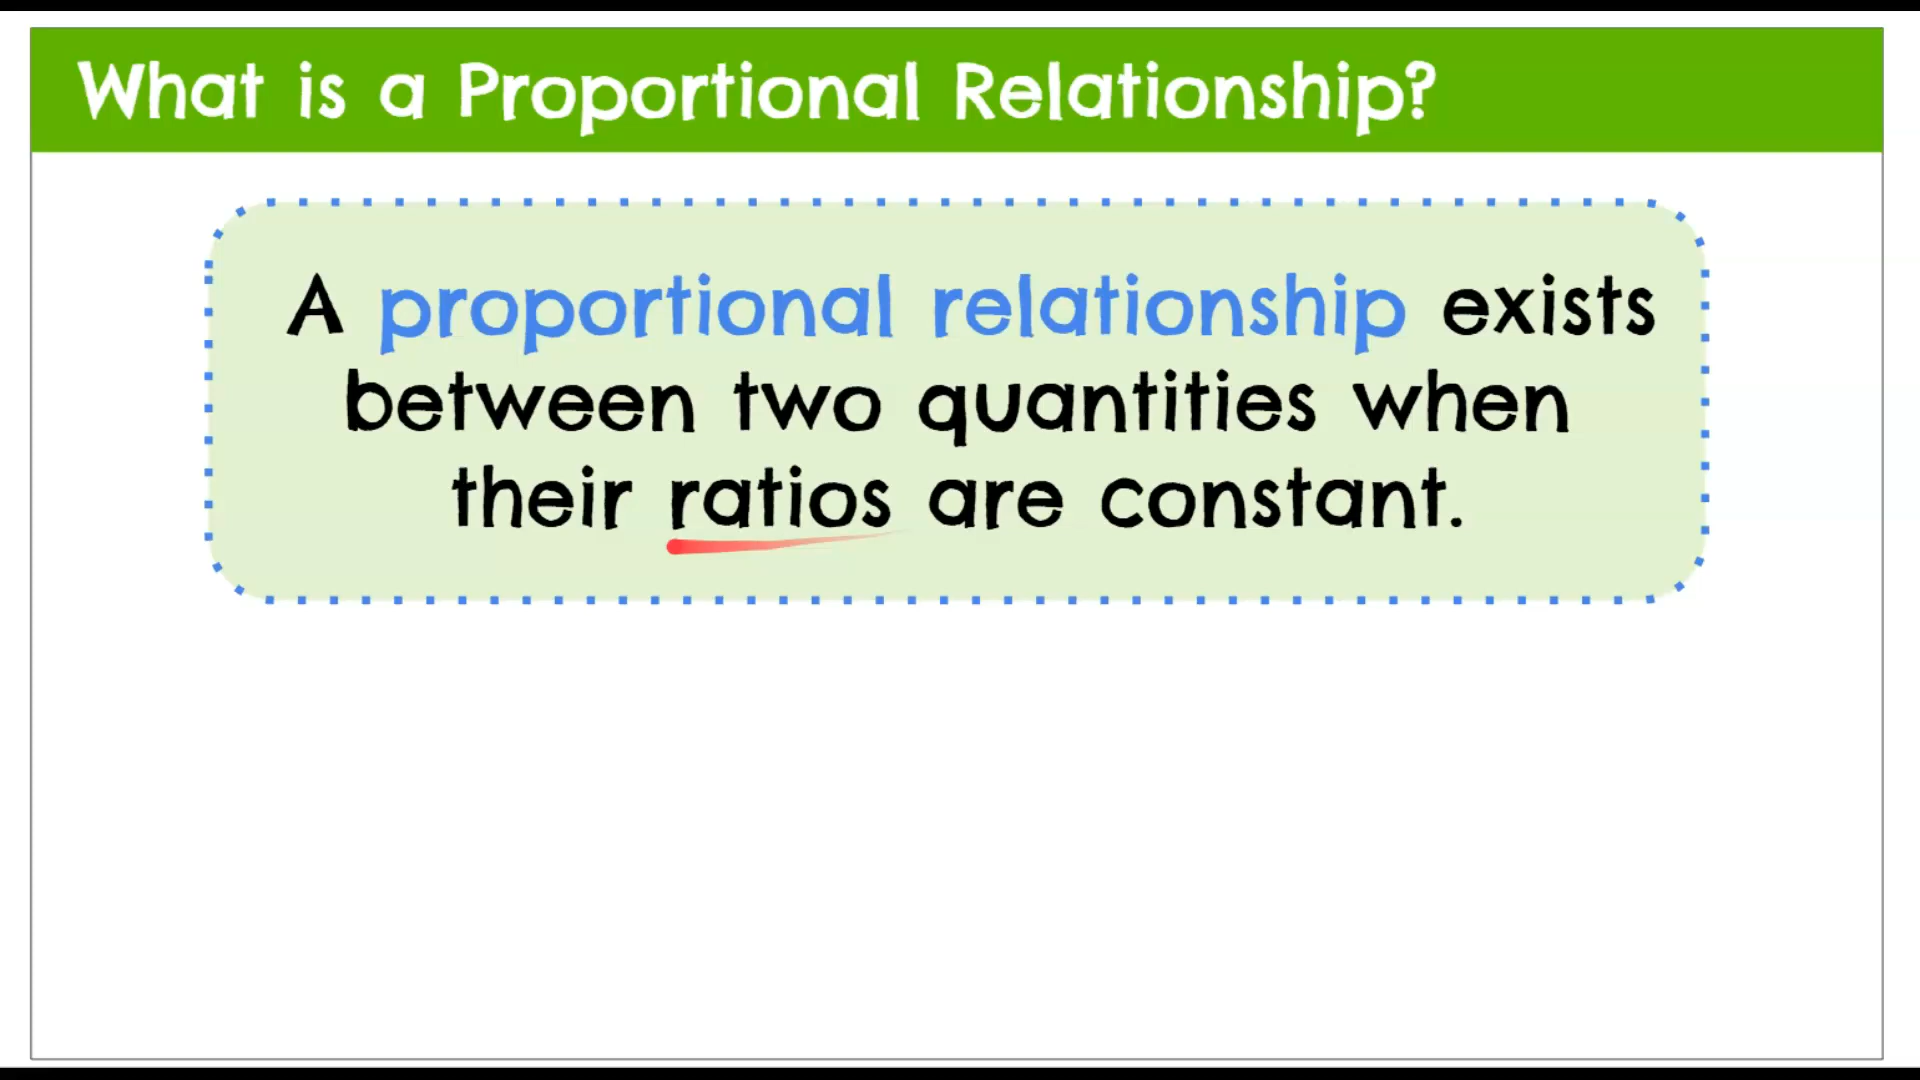 What is a Proportional Relationship?
A proportional relationship exists
between two quantities when
their ratios are constant.